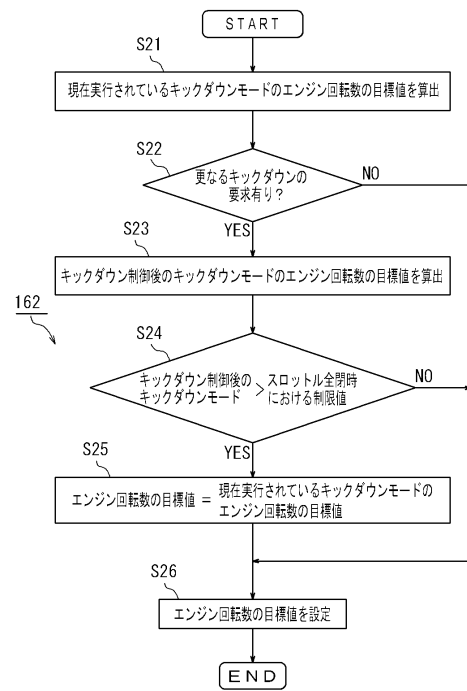 START
S21
現在実行されているキックダウンモードのエンジン回転数の目標値を算出
S22
更なるキックダウンの
要求有り?
NO
YES
S23
キックダウン制御後のキックダウンモードのエンジン回転数の目標値を算出
162
S24
キックダウン制御後の
キックダウンモード
>
スロットル全閉時
における制限値
NO
YES
S25
エンジン回転数の目標値 =
現在実行されているキックダウンモードの
エンジン回転数の目標値
S26
エンジン回転数の目標値を設定
END